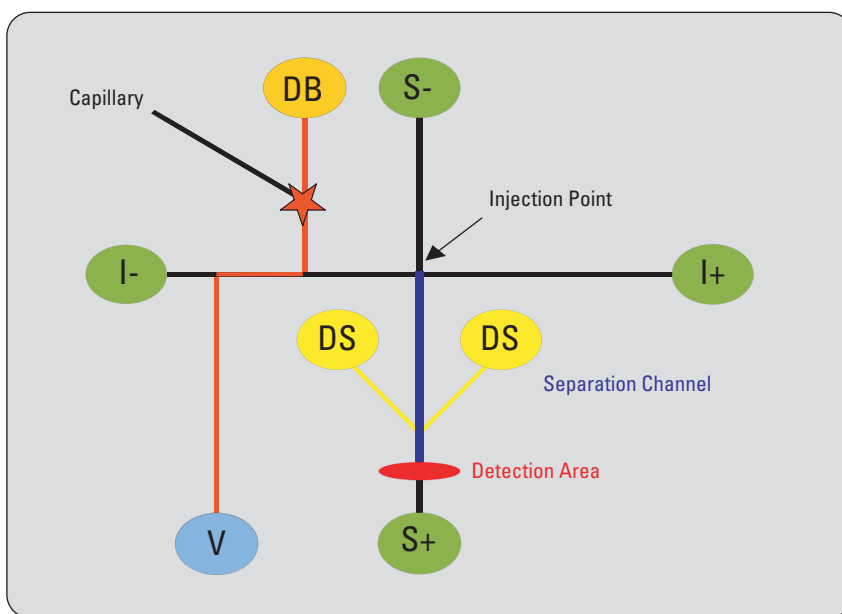 DB
S-
Capillary
Injection Point
I-
I+
DS
DS
Separation Channel
Detection Area
V
S+